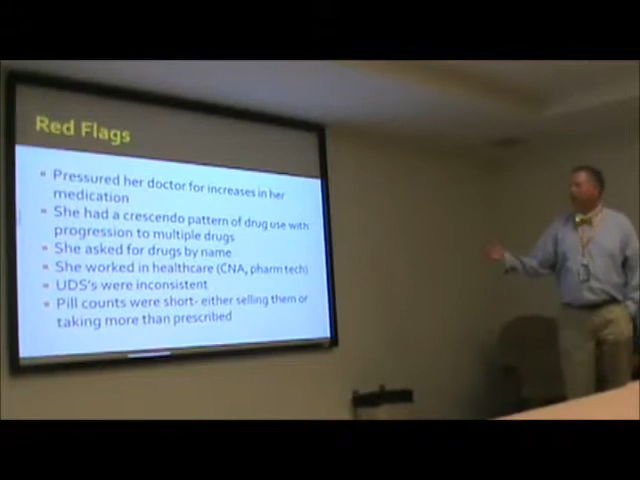 Red Flags
Pressured her doctor for increases in her
medication
She had a crescendo pattern of drug use with
progression to multiple drugs
She asked for drugs by name
She worked in healthcare (CNA, pharm tech)
UDS's were inconsistent
Pill counts were short- either selling them or
taking more than prescribed